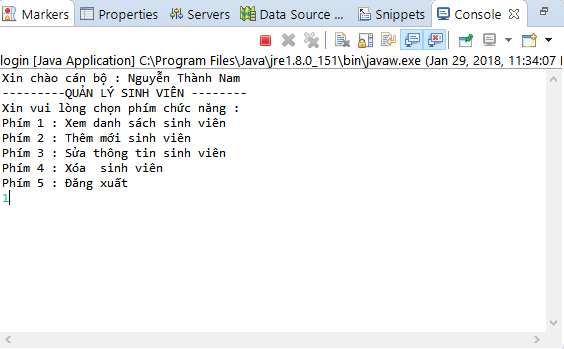 Markers Properties Servers Data Source ... Snippets Console
login [Java Application] C:\Program Files\Java\jre1.8.0_151\bin\javaw.exe (Jan 29, 2018, 11:34:07
Xin chào cán bộ : Nguyễn Thành Nam
---------QUẢN LÝ SINH VIÊN --------
Xin vui lòng chọn phím chức năng :
Phím 1 : Xem danh sách sinh viên
Phím 2 : Thêm mới sinh viên
Phím 3 : Sửa thông tin sinh viên
Phím 4 : Xóa  sinh viên
Phím 5 : Đăng xuất
1